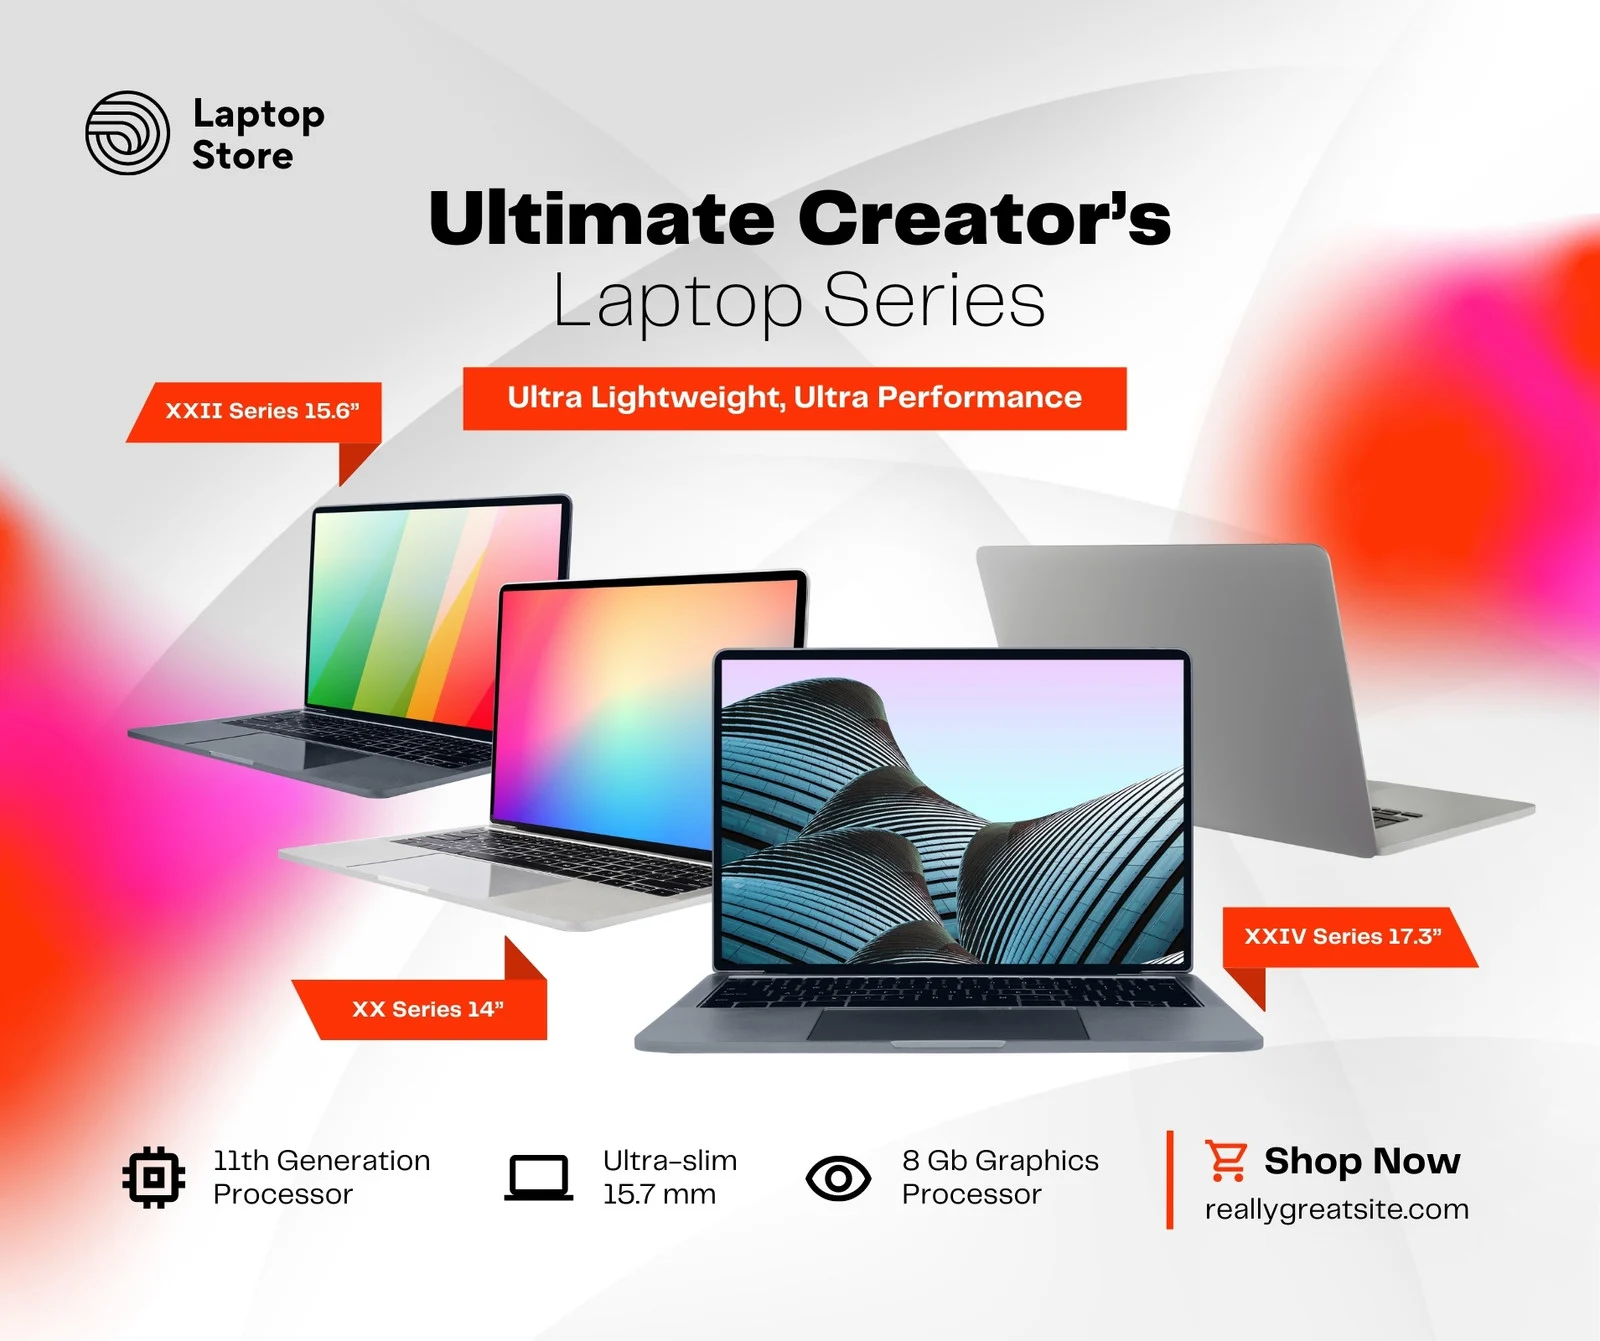 Laptop
Store
Ultimate Creator’s
Laptop Series
Ultra Lightweight, Ultra Performance
XXII Series 15.6”
XX Series 14”
XXIV Series 17.3”
11th Generation
Processor
Ultra-slim
15.7 mm
8 Gb Graphics
Processor
Shop Now
reallygreatsite.com